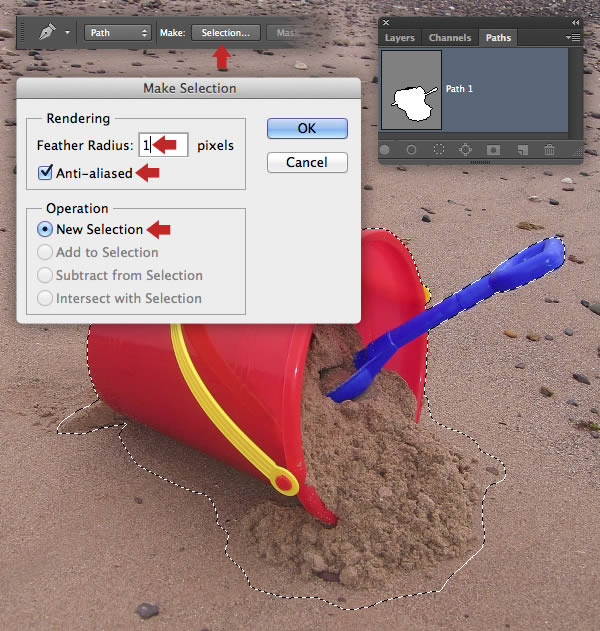 Path
Make: Selection... Mask
Layers Channels Paths
Path 1
Make Selection
Rendering
Feather Radius: 1 pixels
Anti-aliased
OK
Cancel
Operation
New Selection
Add to Selection
Subtract from Selection
Intersect with Selection